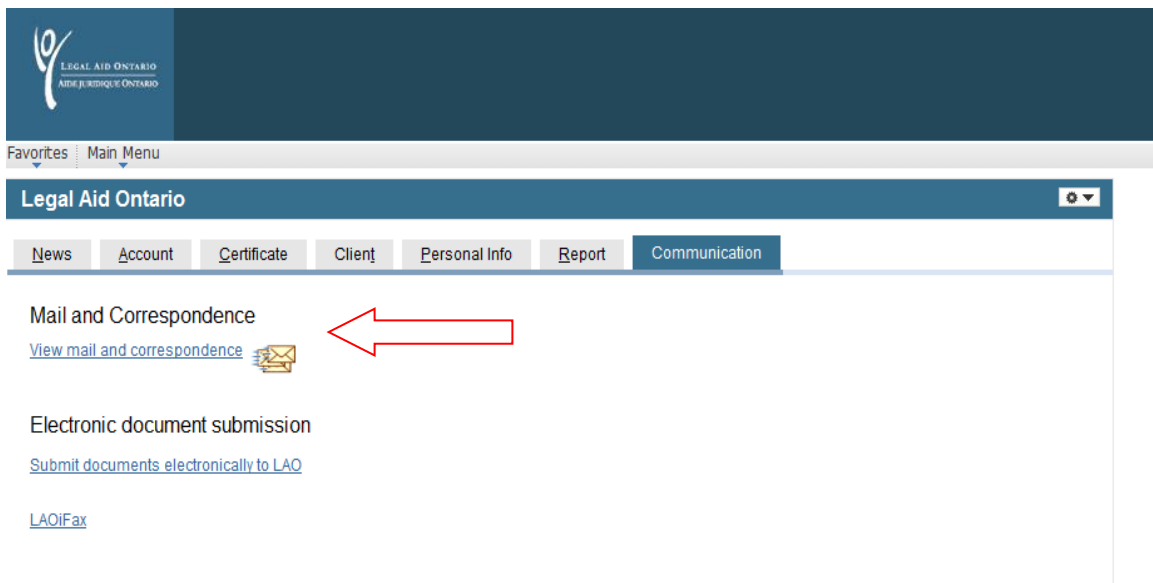 LEGAL AID ONTARIO
AIDE JURIDIQUE ONTARIO
Favorites Main Menu
Legal Aid Ontario
News Account Certificate Client Personal Info Report Communication
Mail and Correspondence
View mail and correspondence
Electronic document submission
Submit documents electronically to LAO
LAOiFax